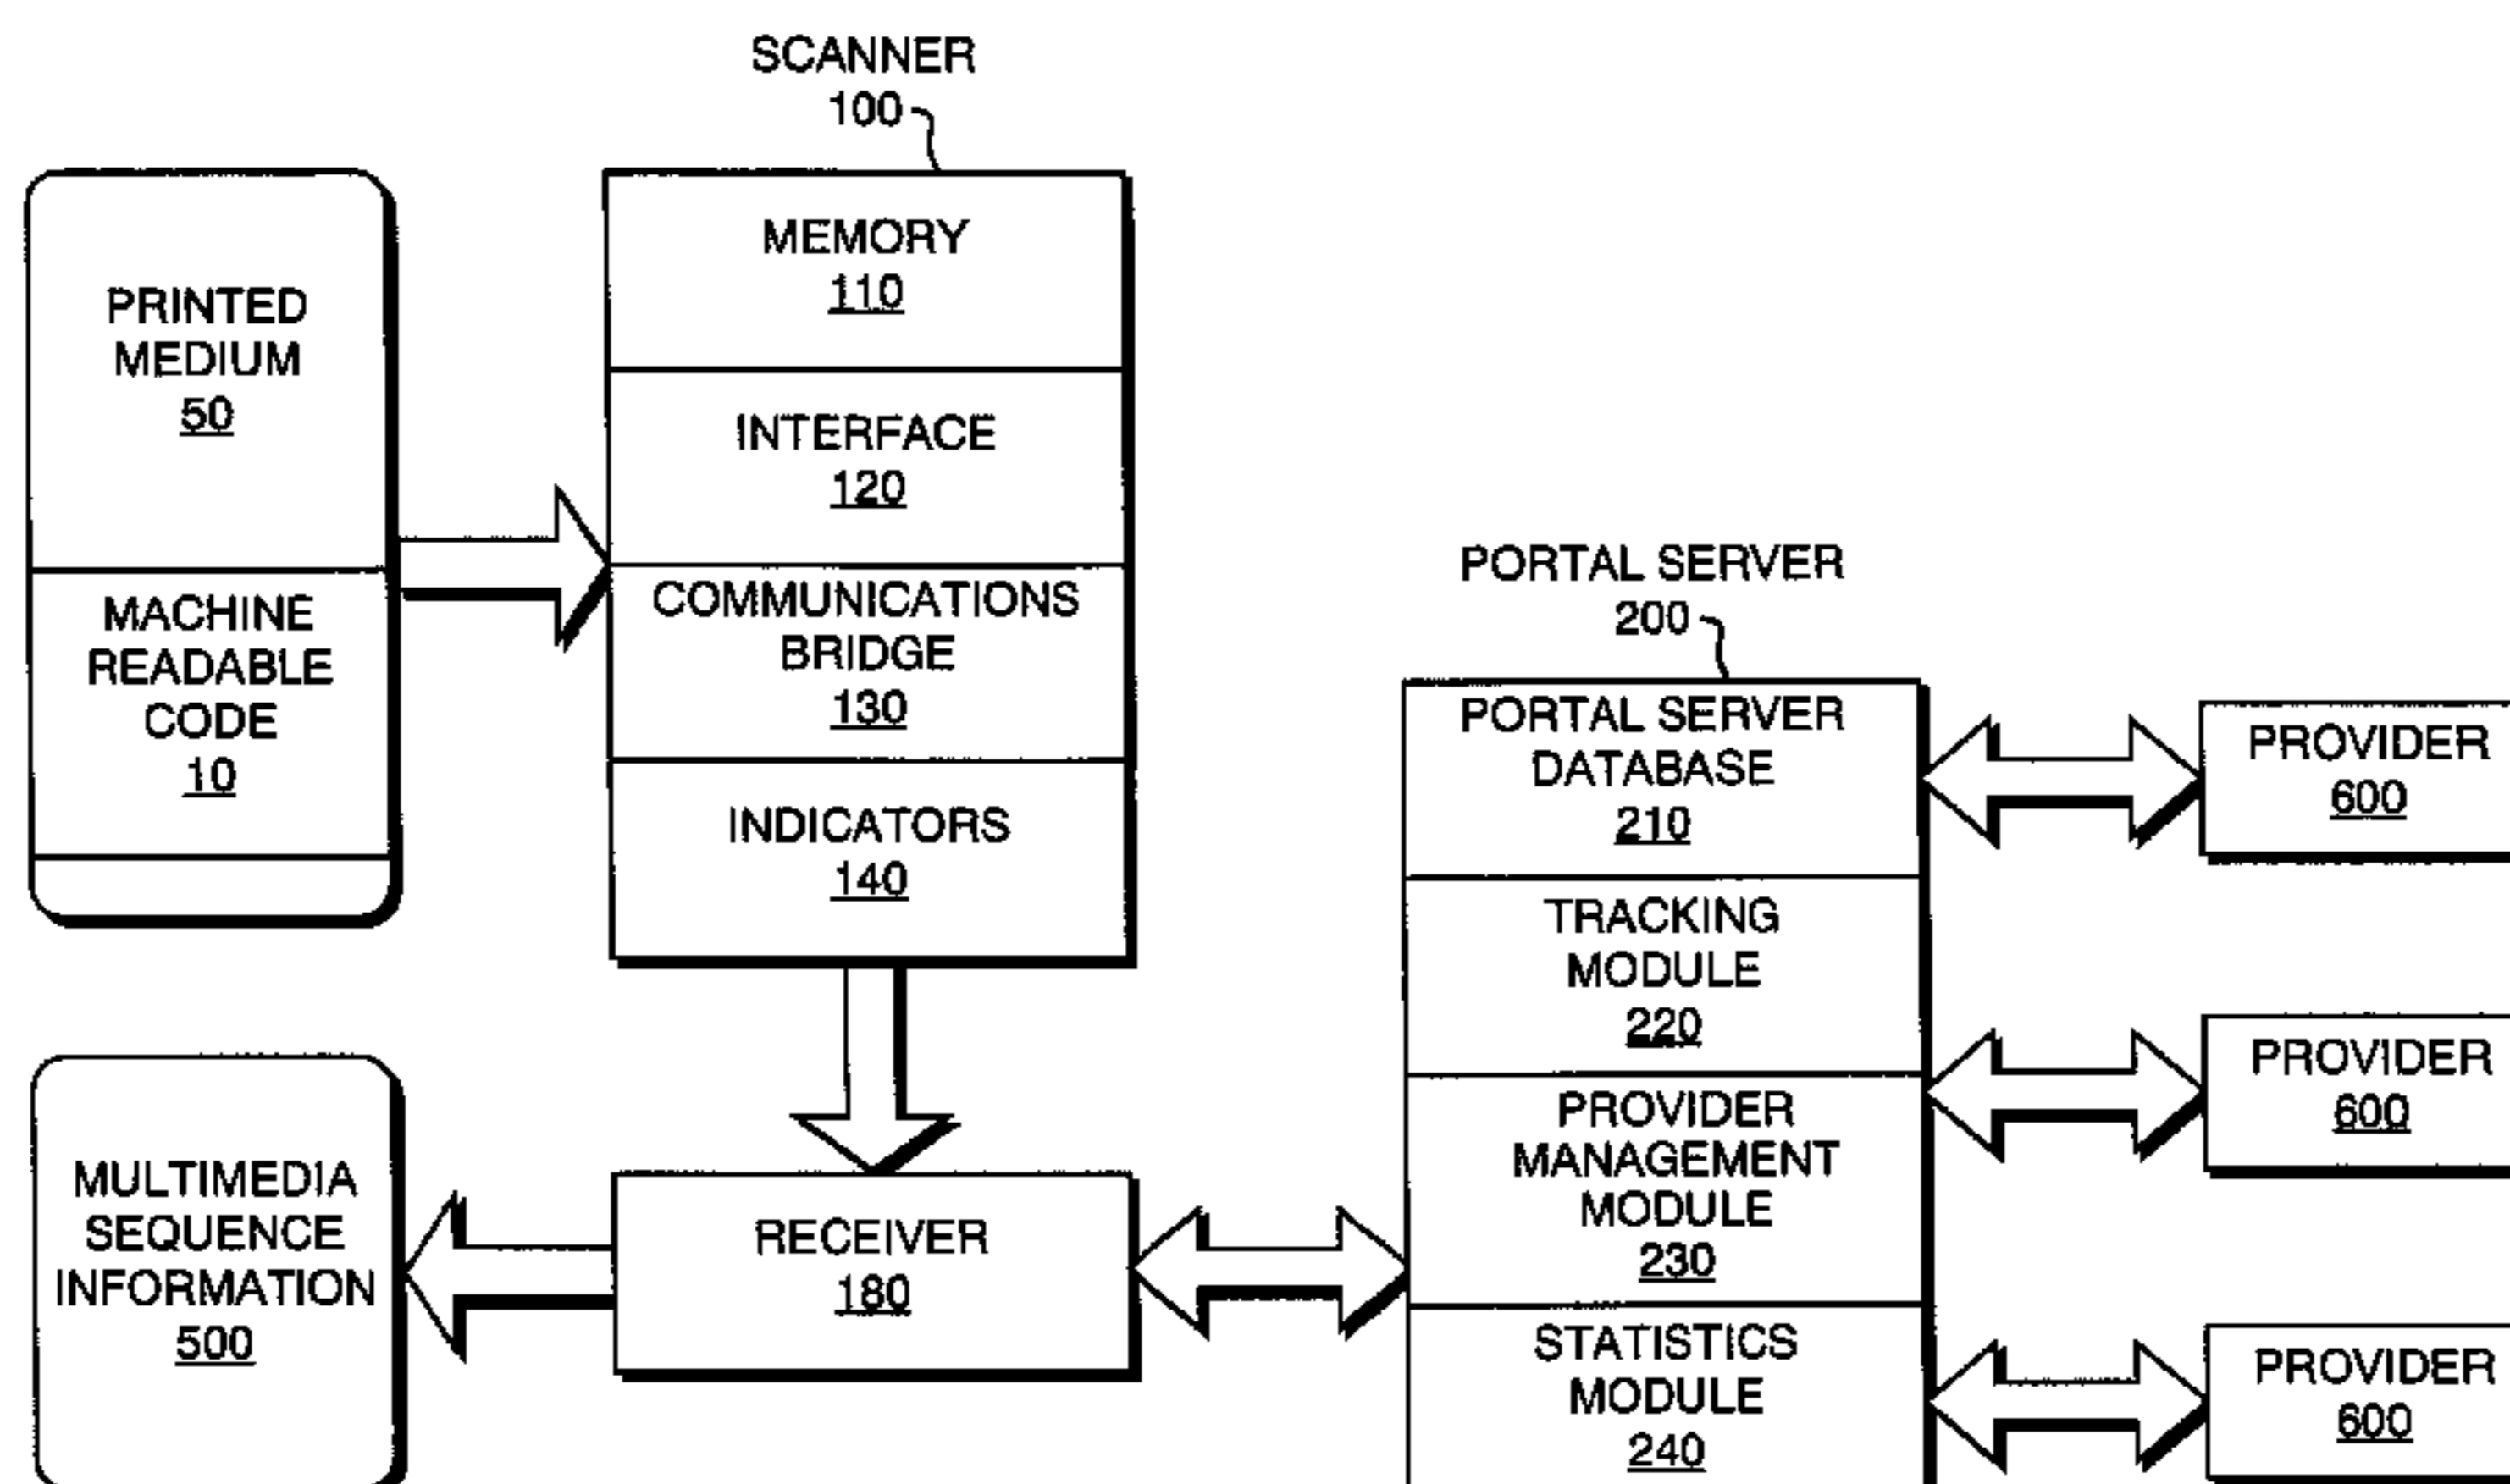 SCANNER
100
PRINTED
MEDIUM
50
MACHINE
READABLE
CODE
10
MEMORY
110
INTERFACE
120
COMMUNICATIONS
BRIDGE
130
INDICATORS
140
PORTAL SERVER
200
PORTAL SERVER
DATABASE
210
TRACKING
MODULE
220
PROVIDER
MANAGEMENT
MODULE
230
STATISTICS
MODULE
240
PROVIDER
600
PROVIDER
600
PROVIDER
600
MULTIMEDIA
SEQUENCE
INFORMATION
500
RECEIVER
180